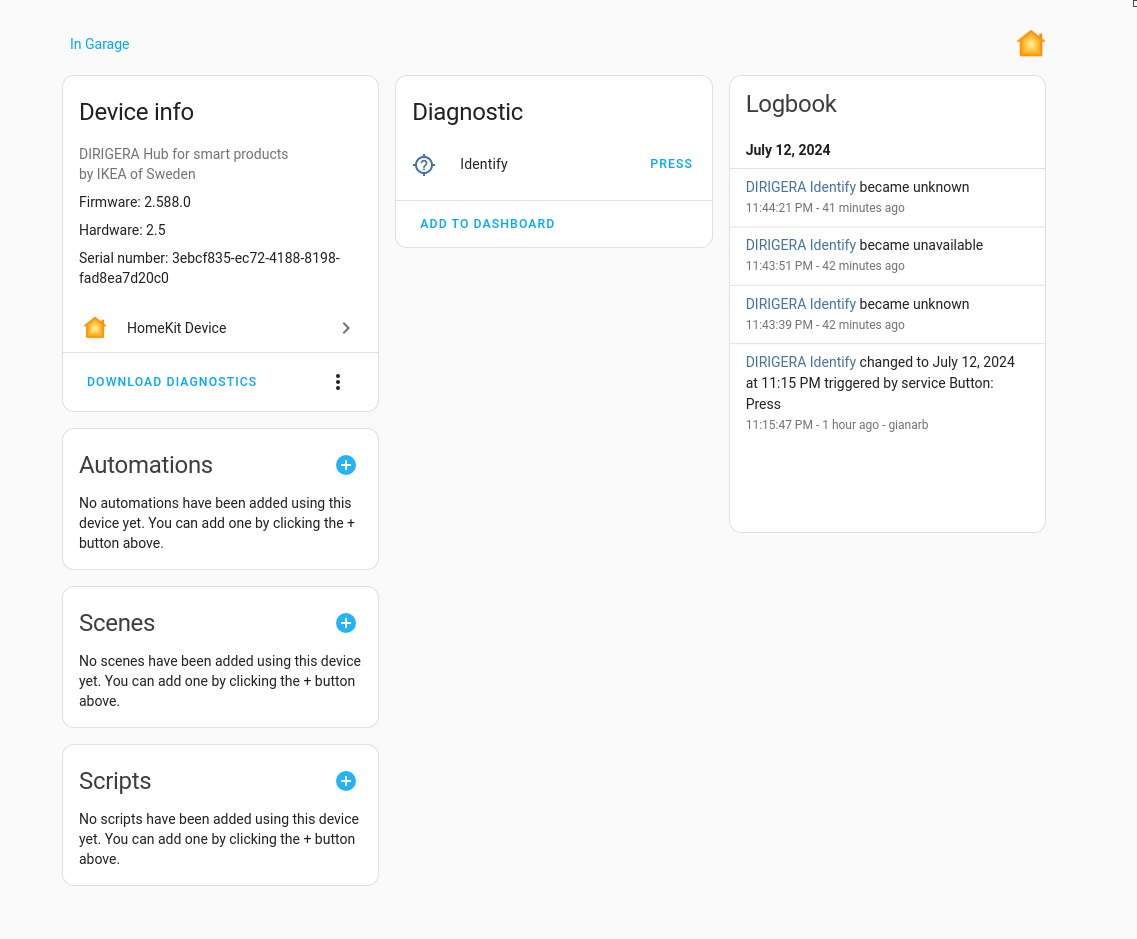 In Garage
Device info
DIRIGERA Hub for smart products
by IKEA of Sweden
Firmware: 2.588.0
Hardware: 2.5
Serial number: 3ebcf835-ec72-4188-8198-
fad8ea7d20c0
HomeKit Device
DOWNLOAD DIAGNOSTICS
Automations
No automations have been added using this
device yet. You can add one by clicking the +
button above.
Scenes
No scenes have been added using this device
yet. You can add one by clicking the + button
above.
Scripts
No scripts have been added using this device
yet. You can add one by clicking the + button
above.
Diagnostic
Identify PRESS
ADD TO DASHBOARD
Logbook
July 12, 2024
DIRIGERA Identify became unknown
11:44:21 PM - 41 minutes ago
DIRIGERA Identify became unavailable
11:43:51 PM - 42 minutes ago
DIRIGERA Identify became unknown
11:43:39 PM - 42 minutes ago
DIRIGERA Identify changed to July 12, 2024
at 11:15 PM triggered by service Button:
Press
11:15:47 PM - 1 hour ago - gianarb